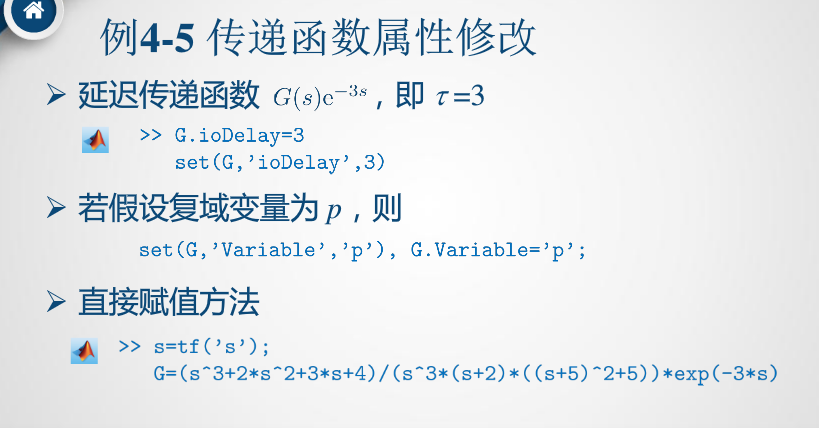 例4-5 传递函数属性修改
➢ 延迟传递函数 G(s)e⁻³ˢ，即 τ=3
>> G.ioDelay=3
set(G,’ioDelay’,3)
➢ 若假设复域变量为 p，则
set(G,’Variable’,’p’), G.Variable=’p’;
➢ 直接赋值方法
>> s=tf(’s’);
G=(s^3+2*s^2+3*s+4)/(s^3*(s+2)*((s+5)^2+5))*exp(-3*s)